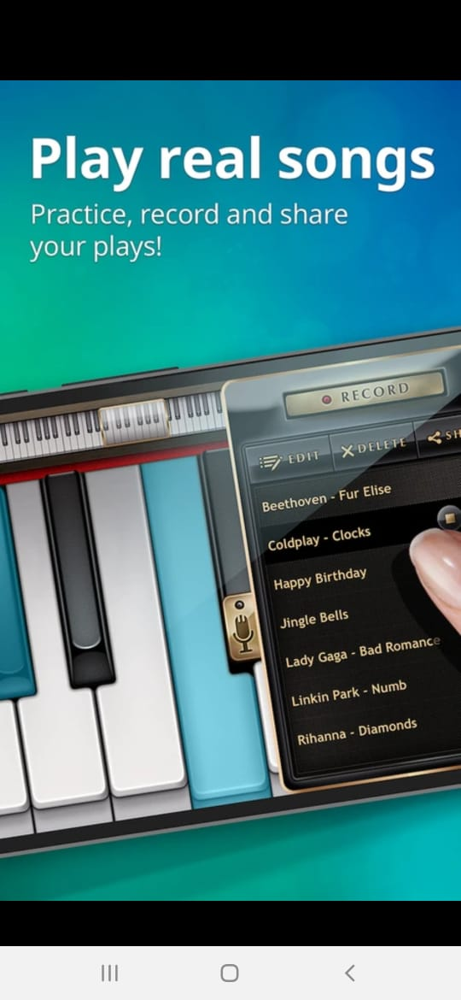 Play real songs
Practice, record and share
your plays!
RECORD
EDIT
DELETE
SH
Beethoven - Fur Elise
Coldplay - Clocks
Happy Birthday
Jingle Bells
Lady Gaga - Bad Romance
Linkin Park - Numb
Rihanna - Diamonds